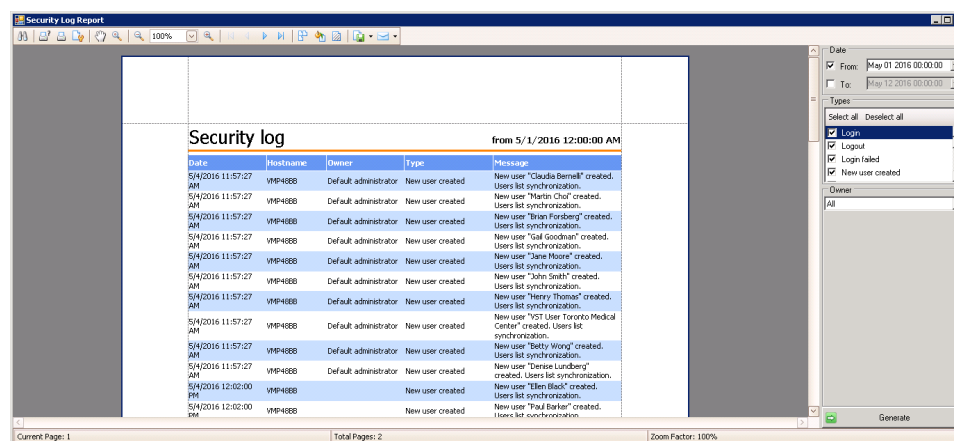 Security Log Report
100%
Security log
from 5/1/2016 12:00:00 AM
Date Hostname Owner Type Message
5/4/2016 11:57:27 AM VMP48BB Default administrator New user created New user "Claudia Bernelli" created. Users list synchronization.
5/4/2016 11:57:27 AM VMP48BB Default administrator New user created New user "Martin Choi" created. Users list synchronization.
5/4/2016 11:57:27 AM VMP48BB Default administrator New user created New user "Brian Forsberg" created. Users list synchronization.
5/4/2016 11:57:27 AM VMP48BB Default administrator New user created New user "Gail Goodman" created. Users list synchronization.
5/4/2016 11:57:27 AM VMP48BB Default administrator New user created New user "Jane Moore" created. Users list synchronization.
5/4/2016 11:57:27 AM VMP48BB Default administrator New user created New user "John Smith" created. Users list synchronization.
5/4/2016 11:57:27 AM VMP48BB Default administrator New user created New user "Henry Thomas" created. Users list synchronization.
5/4/2016 11:57:27 AM VMP48BB Default administrator New user created New user "VST User Toronto Medical Center" created. Users list synchronization.
5/4/2016 11:57:27 AM VMP48BB Default administrator New user created New user "Betty Wong" created. Users list synchronization.
5/4/2016 11:57:27 AM VMP48BB Default administrator New user created New user "Denise Lundberg" created. Users list synchronization.
5/4/2016 12:02:00 PM VMP48BB New user created New user "Ellen Black" created. Users list synchronization.
5/4/2016 12:02:00 PM VMP48BB New user created New user "Paul Barker" created. Users list synchronization.
Date
From: May 01 2016 00:00:00
To: May 12 2016 00:00:00
Types
Select all Deselect all
Login
Logout
Login failed
New user created
Owner
All
Generate
Current Page: 1 Total Pages: 2 Zoom Factor: 100%